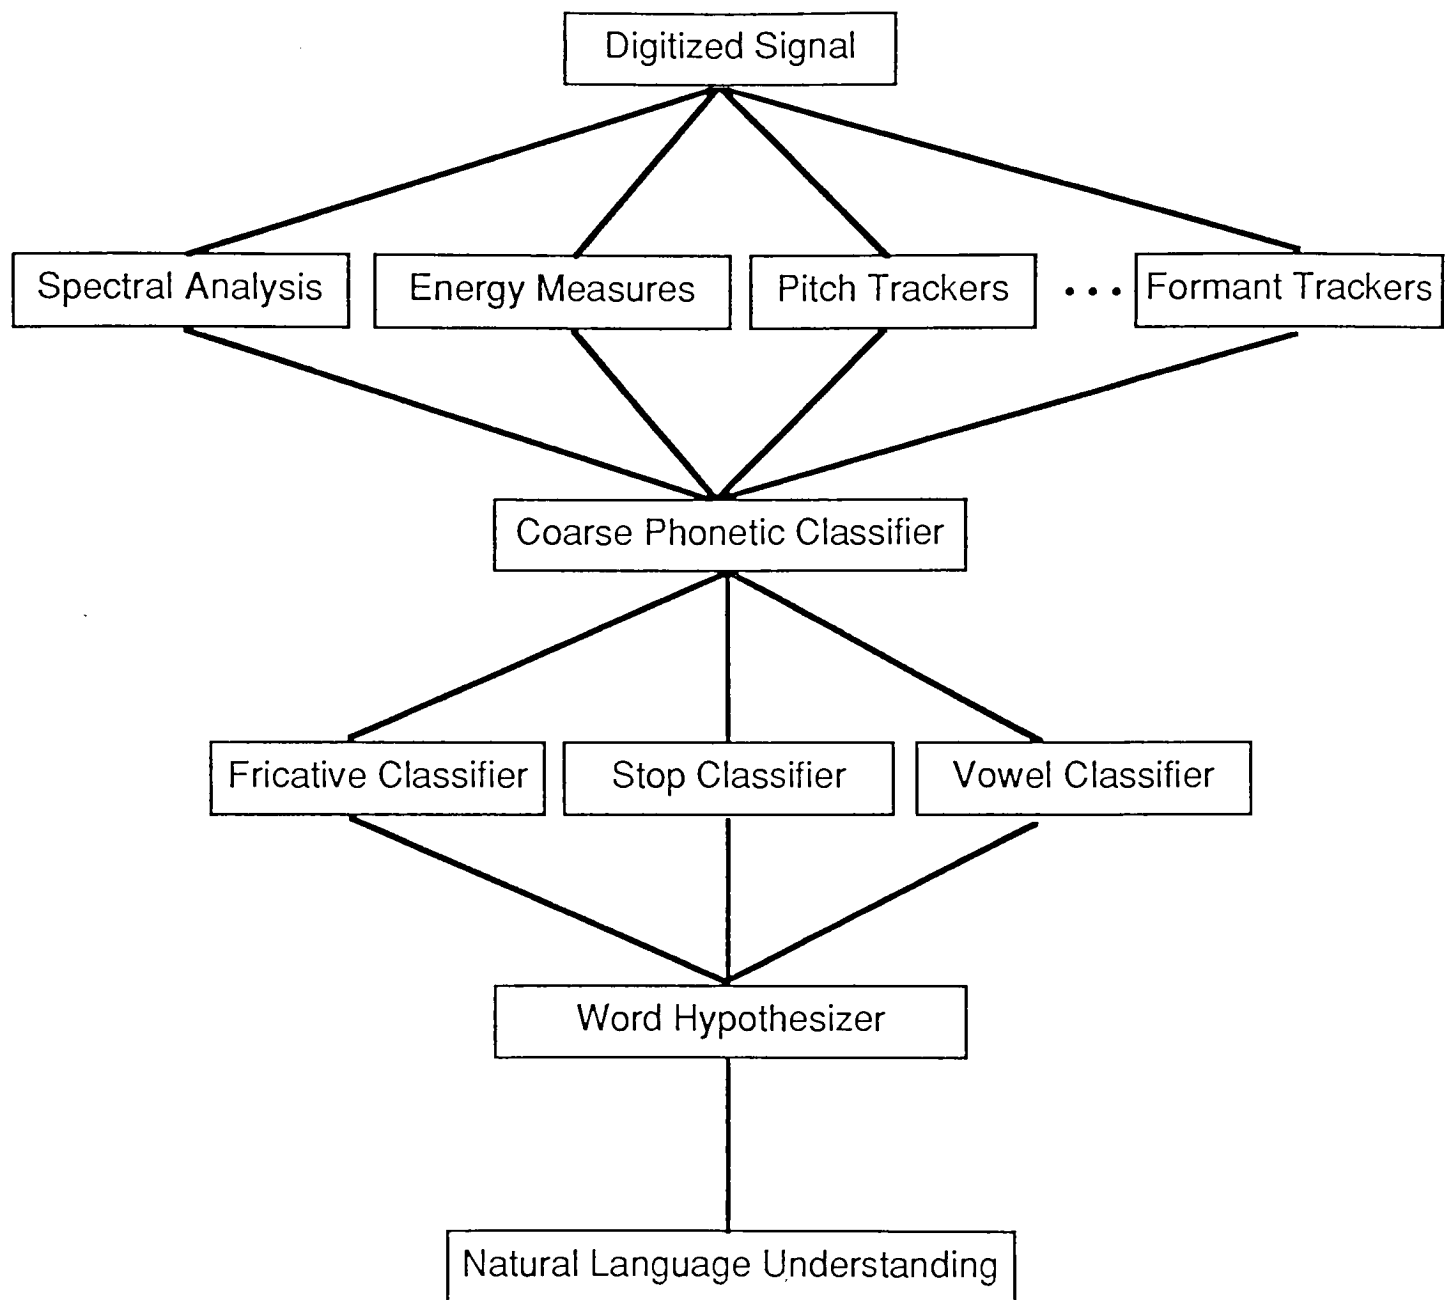 Digitized Signal
Spectral Analysis
Energy Measures
Pitch Trackers
...
Formant Trackers
Coarse Phonetic Classifier
Fricative Classifier
Stop Classifier
Vowel Classifier
Word Hypothesizer
Natural Language Understanding